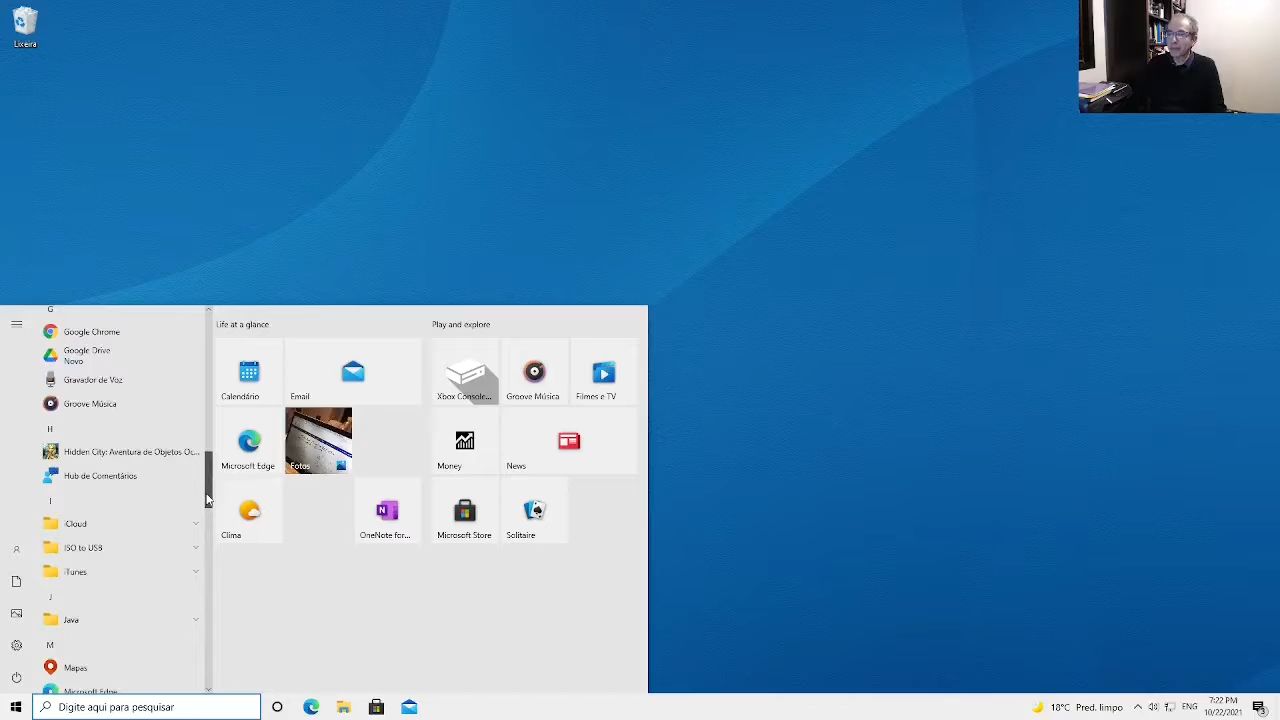 Lixeira
G
Google Chrome
Google Drive
Novo
Gravador de Voz
Groove Música
H
Hidden City: Aventura de Objetos Oc...
Hub de Comentários
I
iCloud
ISO to USB
iTunes
J
Java
M
Mapas
Microsoft Edge
Life at a glance
Calendário
Email
Microsoft Edge
Fotos
Clima
OneNote for...
Play and explore
Xbox Console...
Groove Música
Filmes e TV
Money
News
Microsoft Store
Solitaire
Digite aqui para pesquisar
18°C Pred. limpo
ENG
7:22 PM
10/22/2021
3